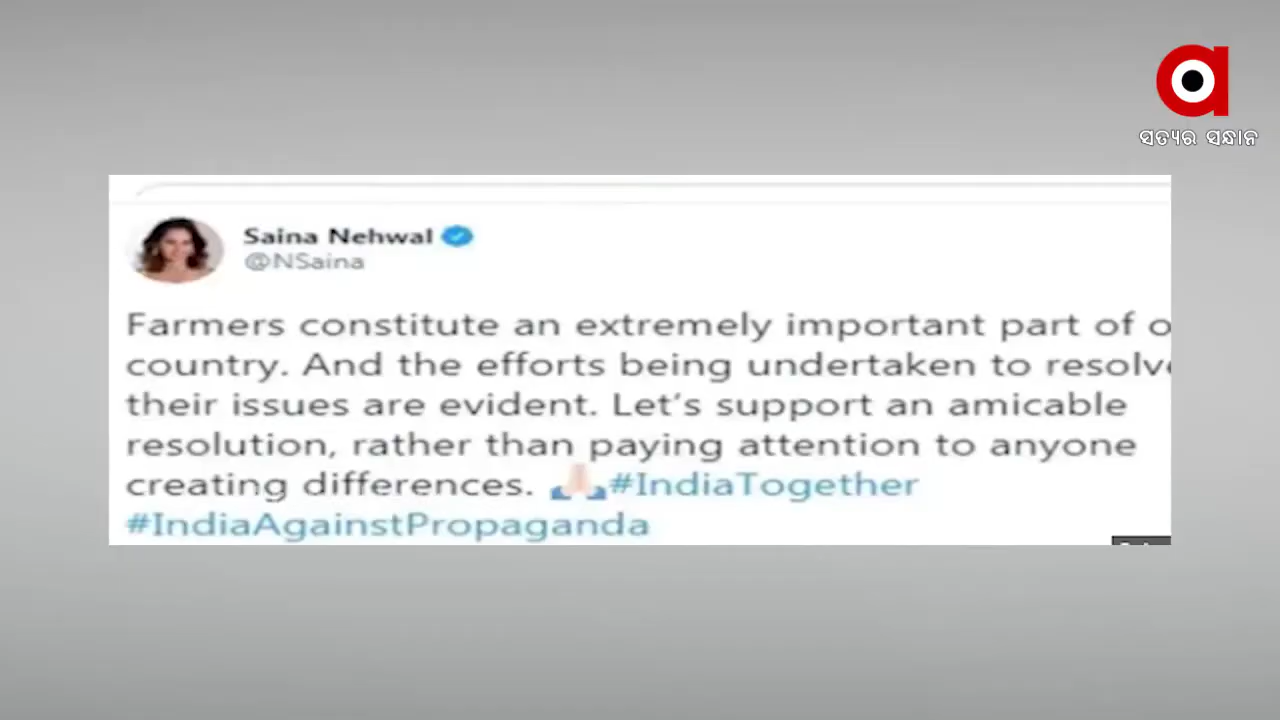 ସତ୍ୟର ସନ୍ଧାନ
Saina Nehwal
@NSaina
Farmers constitute an extremely important part of
country. And the efforts being undertaken to resolve
their issues are evident. Let's support an amicable
resolution, rather than paying attention to anyone
creating differences. 🙏🏻#IndiaTogether
#IndiaAgainstPropaganda